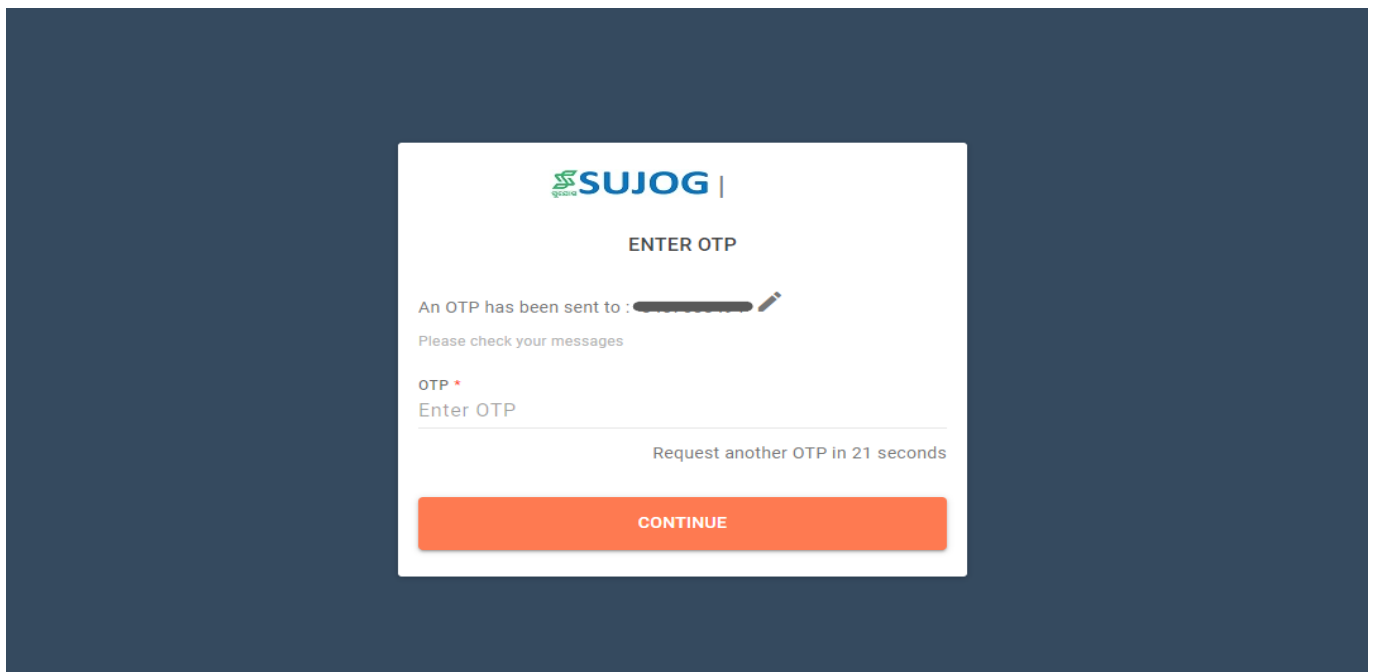 ସୁଯୋଗ SUJOG |
ENTER OTP
An OTP has been sent to :
Please check your messages
OTP *
Enter OTP
Request another OTP in 21 seconds
CONTINUE